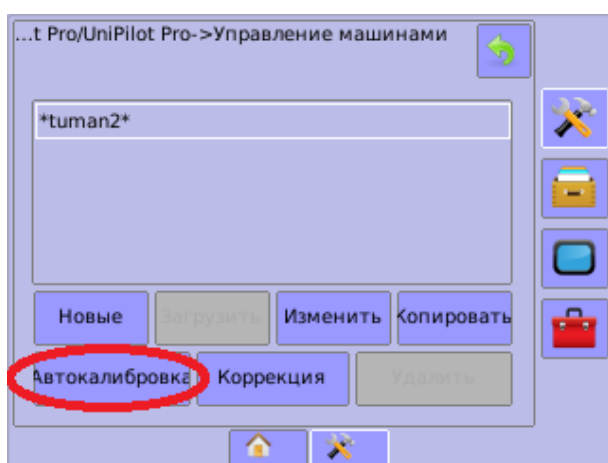 ...t Pro/UniPilot Pro->Управление машинами
*tuman2*
Новые Загрузить Изменить Копировать
Автокалибровка Коррекция Удалить